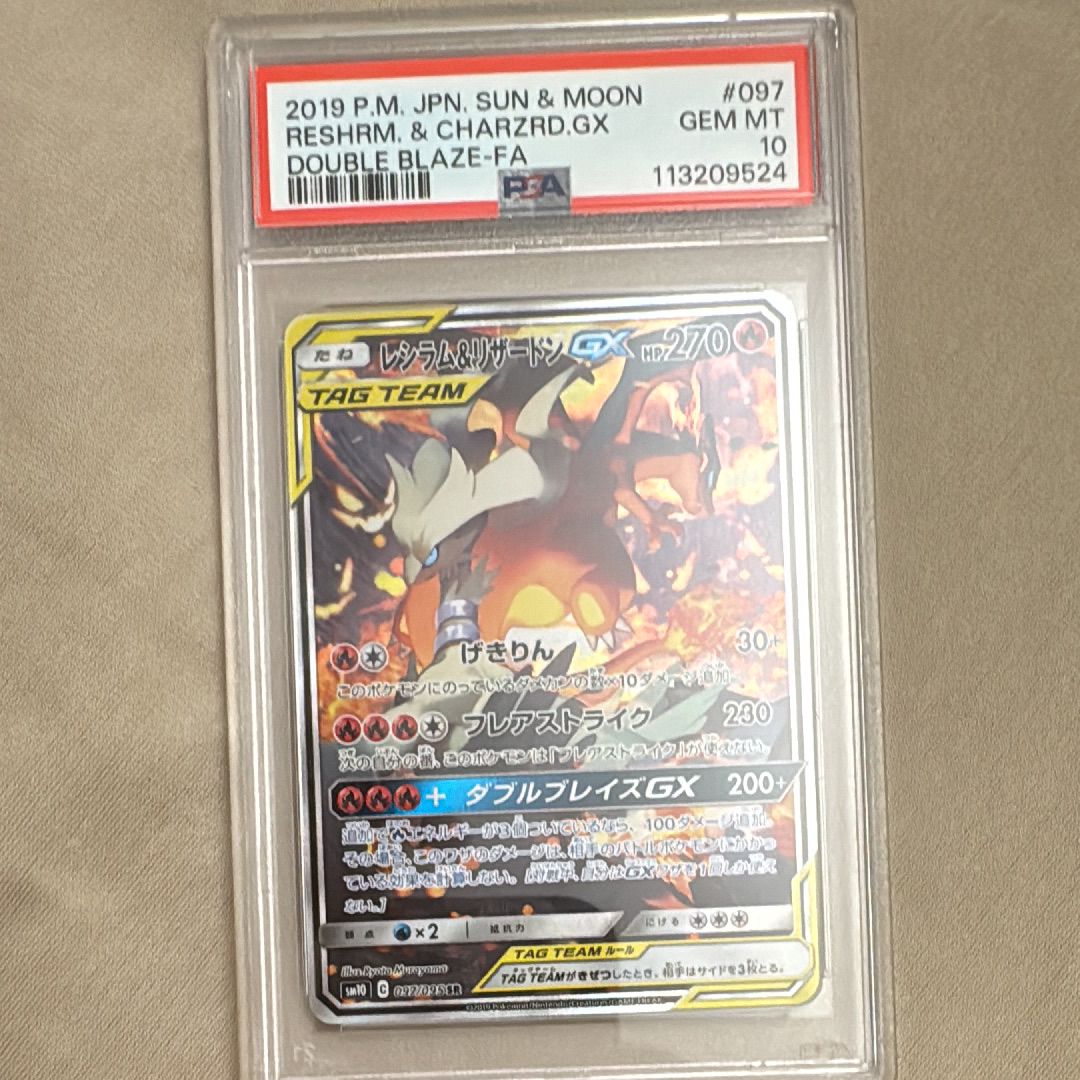 2019 P.M. JPN. SUN & MOON #097
RESHRM. & CHARZRD.GX GEM MT
DOUBLE BLAZE-FA 10
PSA 113209524
たね レシラム&リザードンGX HP270
TAG TEAM
げきりん 30+
このポケモンにのっているダメカンの数×10ダメージ追加。
フレアストライク 230
次の自分の番、このポケモンは「フレアストライク」が使えない。
+ ダブルブレイズGX 200+
追加でエネルギーが3個ついているなら、100ダメージ追加。
その場合、このワザのダメージは、相手のバトルポケモンにかかっ
ている効果を計算しない。[対戦中、自分はGXワザを1回しか使え
ない。]
弱点 ×2 抵抗力 にげる
TAG TEAM ルール
TAG TEAMがきぜつしたとき、相手はサイドを3枚とる。
illus. Ryota Murayama
sm10 C 097/095 SR
©2019 Pokémon/Nintendo/Creatures/GAME FREAK